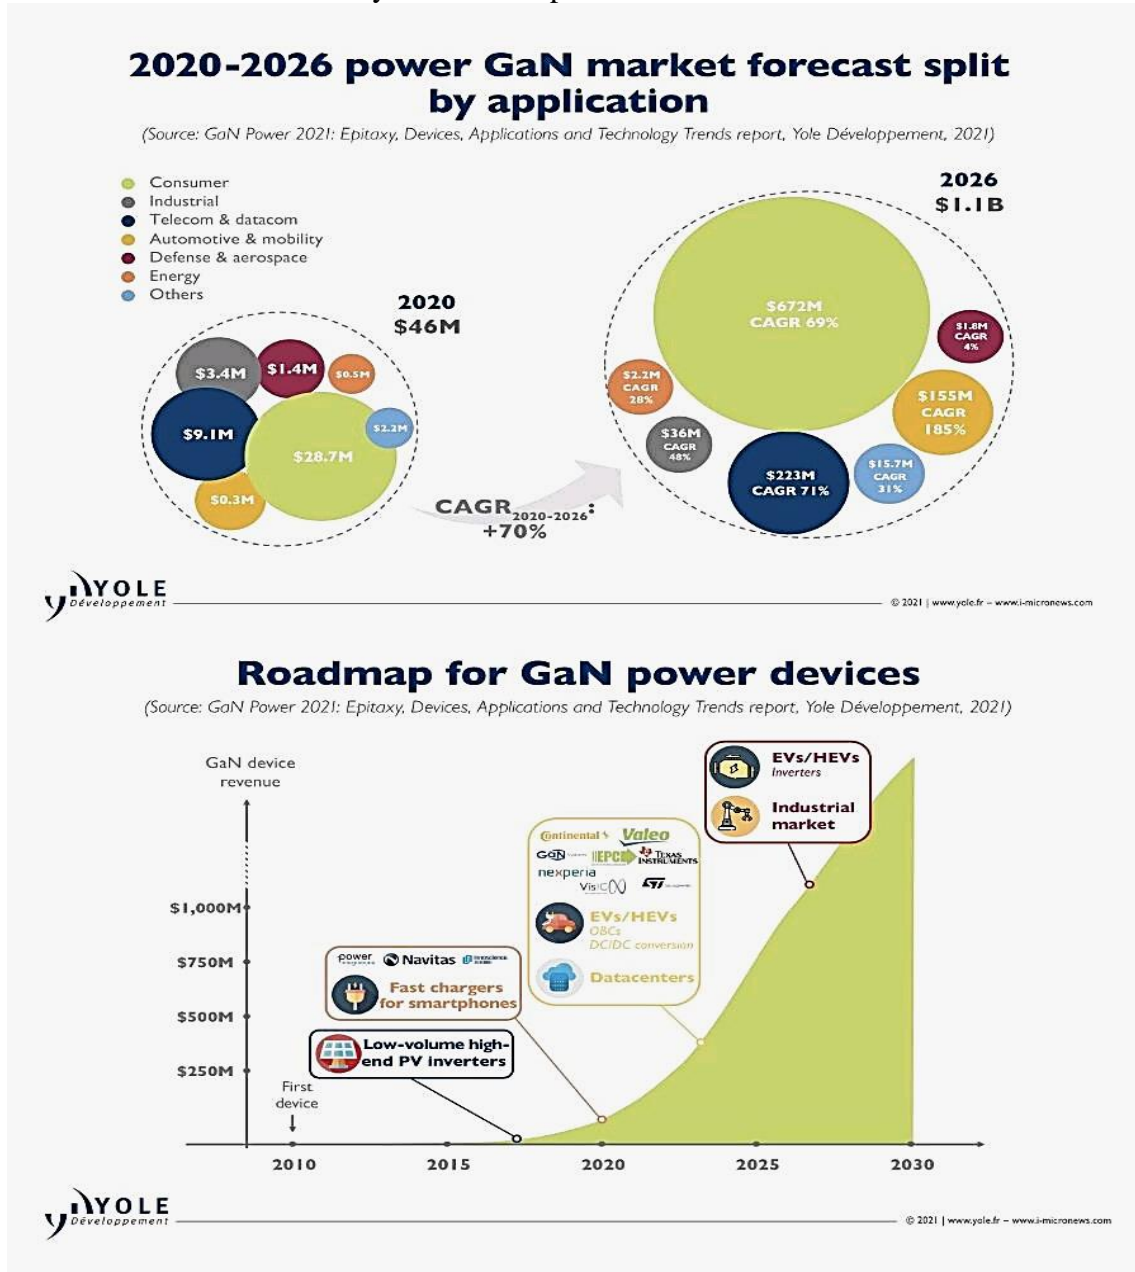 2020-2026 power GaN market forecast split
by application
(Source: GaN Power 2021: Epitaxy, Devices, Applications and Technology Trends report, Yole Développement, 2021)
Consumer
Industrial
Telecom & datacom
Automotive & mobility
Defense & aerospace
Energy
Others
2020
$46M
$3.4M
$1.4M
$0.5M
$9.1M
$2.2M
$28.7M
$0.3M
CAGR2020-2026:
+70%
2026
$1.1B
$672M
CAGR 69%
$1.8M
CAGR
4%
$2.2M
CAGR
28%
$155M
CAGR
185%
$36M
CAGR
48%
$223M
CAGR 71%
$15.7M
CAGR
31%
YOLE
Développement
© 2021 | www.yole.fr – www.i-micronews.com
Roadmap for GaN power devices
(Source: GaN Power 2021: Epitaxy, Devices, Applications and Technology Trends report, Yole Développement, 2021)
GaN device
revenue
$1,000M
$750M
$500M
$250M
First
device
Low-volume high-
end PV inverters
power
Navitas
Fast chargers
for smartphones
Continental
Valeo
GaN
EPC
TEXAS
INSTRUMENTS
nexperia
VisIC
ST
EVs/HEVs
OBCs
DC/DC conversion
Datacenters
EVs/HEVs
Inverters
Industrial
market
2010
2015
2020
2025
2030
YOLE
Développement
© 2021 | www.yole.fr – www.i-micronews.com